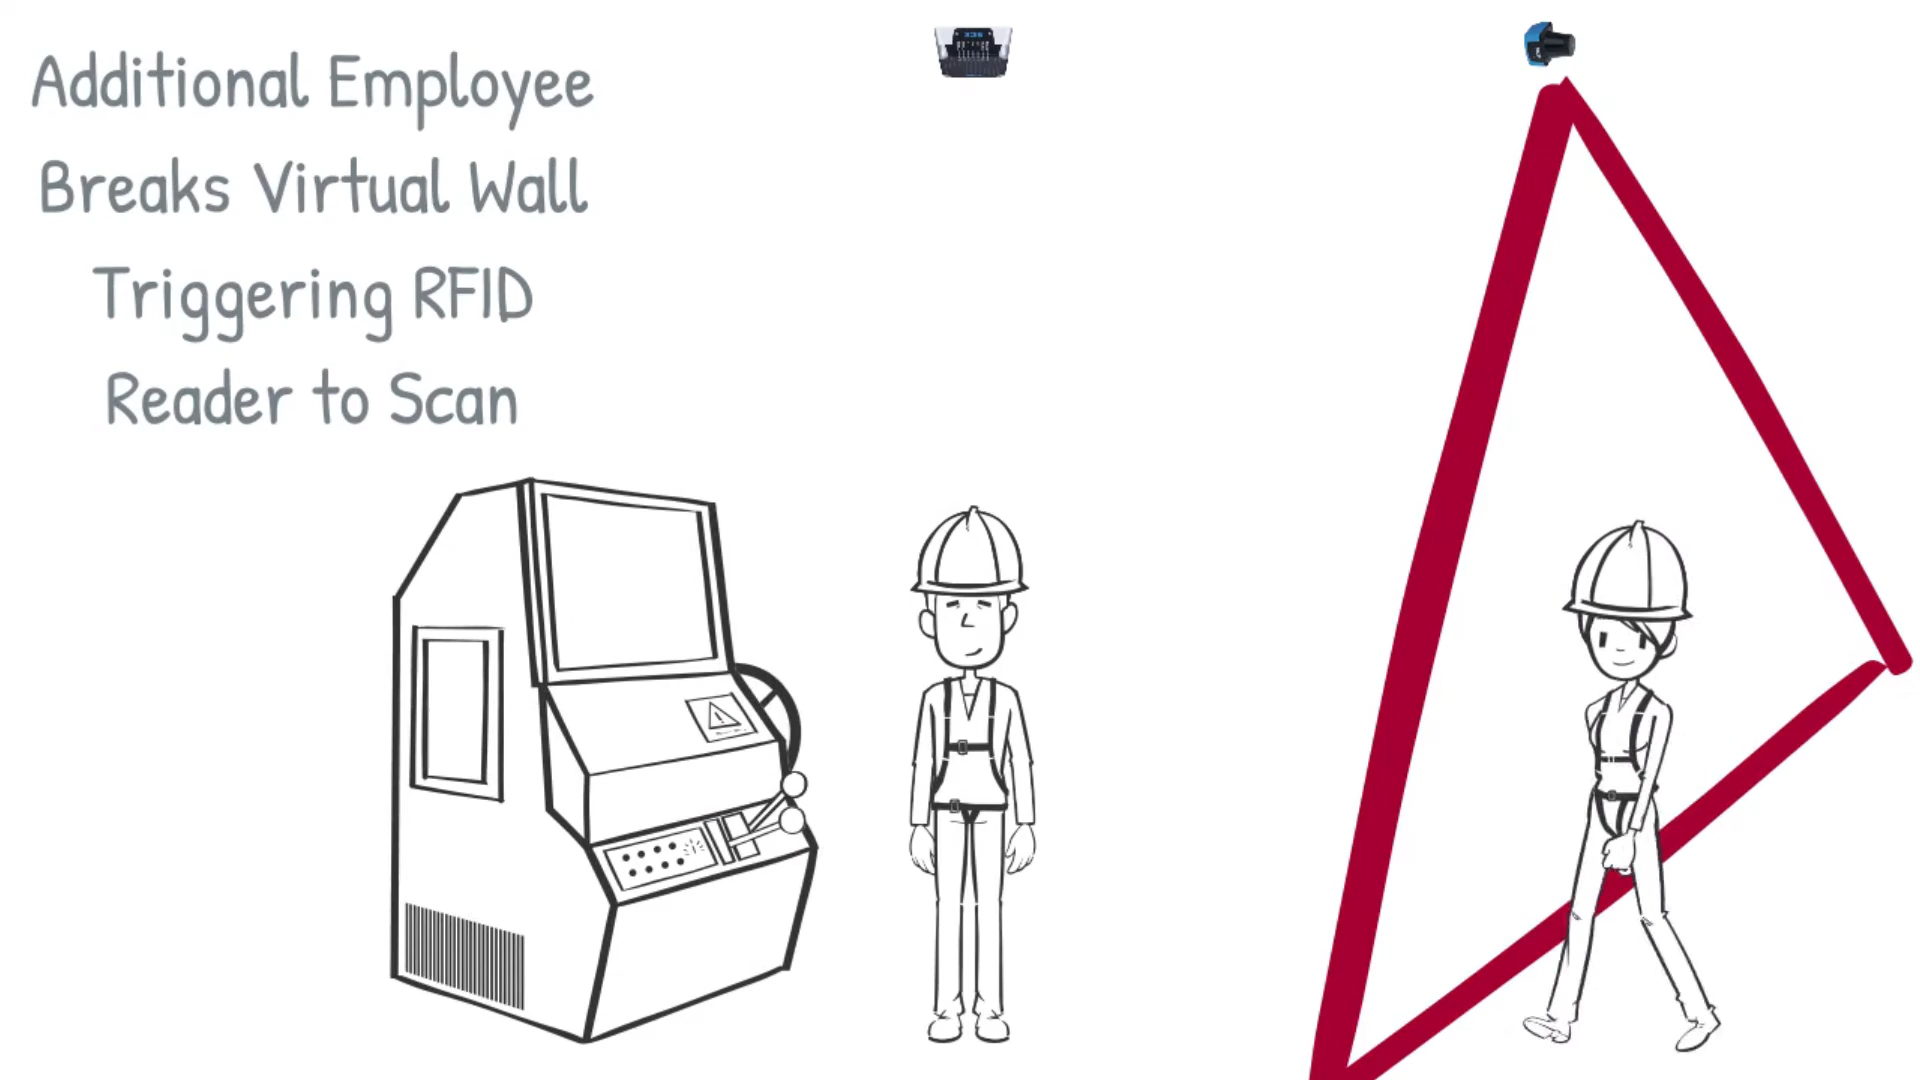 Additional Employee
Breaks Virtual Wall
Triggering RFID
Reader to Scan